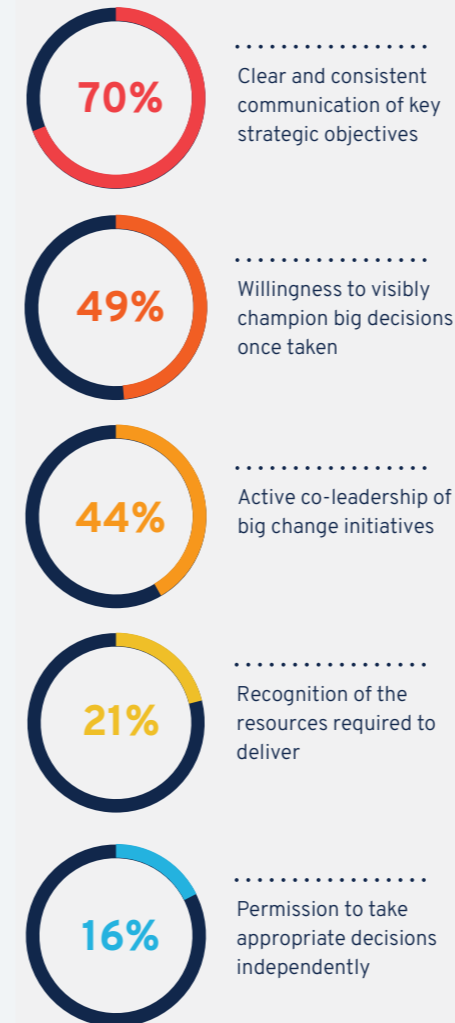 70%
Clear and consistent
communication of key
strategic objectives
49%
Willingness to visibly
champion big decisions
once taken
44%
Active co-leadership of
big change initiatives
21%
Recognition of the
resources required to
deliver
16%
Permission to take
appropriate decisions
independently